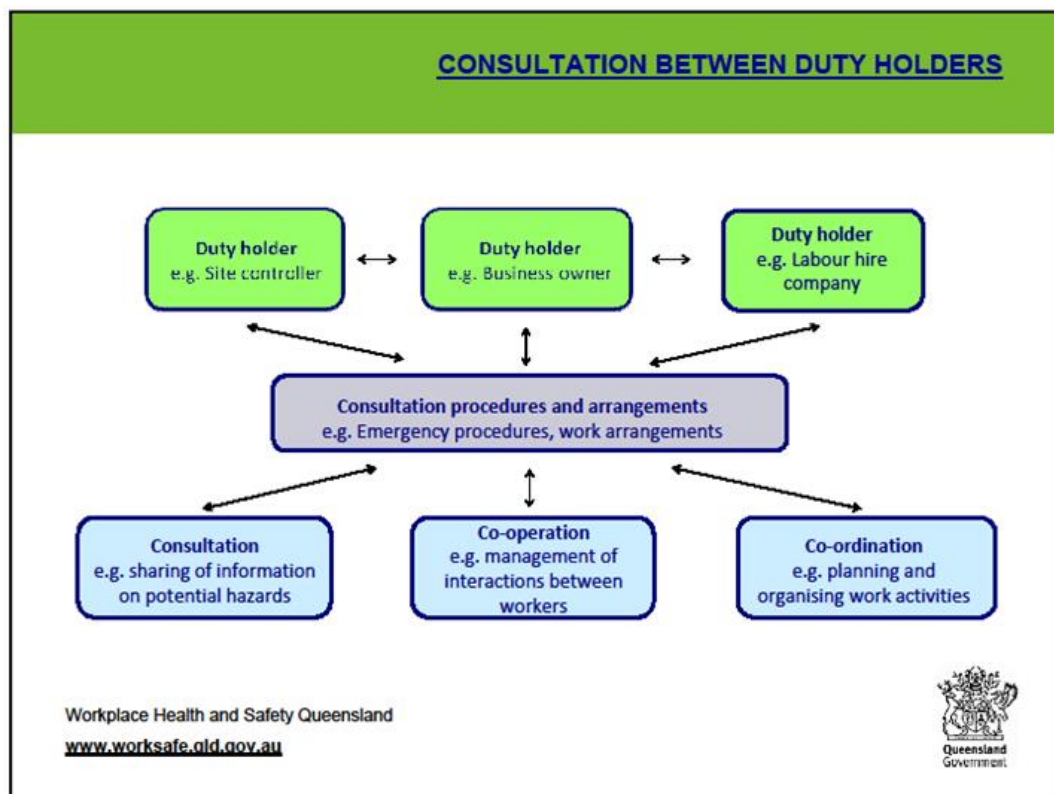 CONSULTATION BETWEEN DUTY HOLDERS
Duty holder
e.g. Site controller
Duty holder
e.g. Business owner
Duty holder
e.g. Labour hire
company
Consultation procedures and arrangements
e.g. Emergency procedures, work arrangements
Consultation
e.g. sharing of information
on potential hazards
Co-operation
e.g. management of
interactions between
workers
Co-ordination
e.g. planning and
organising work activities
Workplace Health and Safety Queensland
www.worksafe.qld.gov.au
Queensland
Government